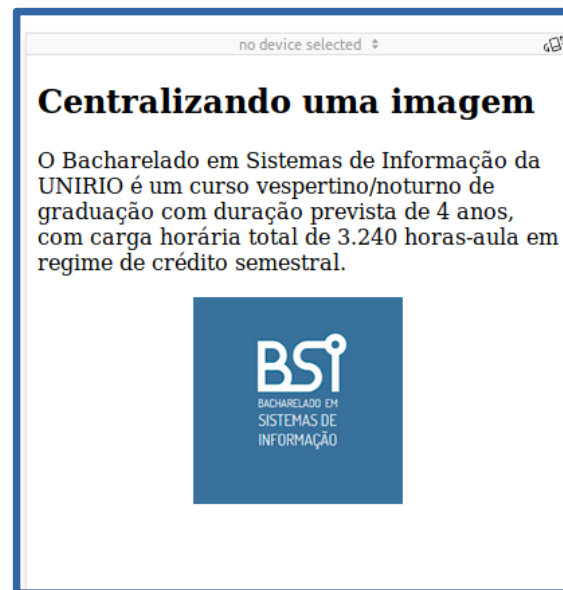 no device selected
Centralizando uma imagem
O Bacharelado em Sistemas de Informação da
UNIRIO é um curso vespertino/noturno de
graduação com duração prevista de 4 anos,
com carga horária total de 3.240 horas-aula em
regime de crédito semestral.
BSI
BACHARELADO EM
SISTEMAS DE
INFORMAÇÃO